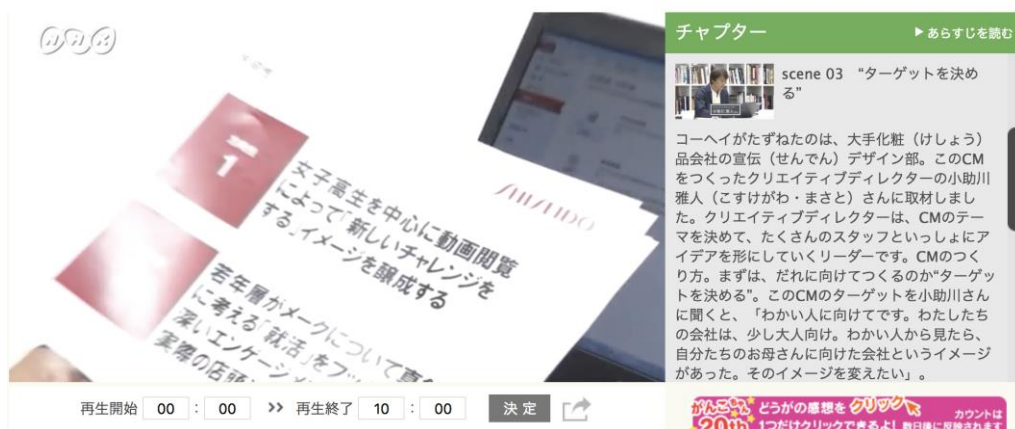 NHK
SHISEIDO
1
女子高生を中心に動画閲覧
によって「新しいチャレンジを
する」イメージを醸成する
若年層がメークについて真
に考える「就活」をフッ
深いエンゲージ
実際の店頭
チャプター
▶あらすじを読む
scene 03 “ターゲットを決め
る”
コーヘイがたずねたのは、大手化粧（けしょう）
品会社の宣伝（せんでん）デザイン部。このCM
をつくったクリエイティブディレクターの小助川
雅人（こすけがわ・まさと）さんに取材しまし
た。クリエイティブディレクターは、CMのテー
マを決めて、たくさんのスタッフといっしょにア
イデアを形にしていくリーダーです。CMのつく
り方。まずは、だれに向けてつくるのか“ターゲッ
トを決める”。このCMのターゲットを小助川さん
に聞くと、「わかい人に向けてです。わたしたち
の会社は、少し大人向け。わかい人から見たら、
自分たちのお母さんに向けた会社というイメージ
があった。そのイメージを変えたい」。
再生開始 00 : 00 >> 再生終了 10 : 00 決定
がんこちゃん 20th どうがの感想をクリック
1つだけクリックできるよ!
カウントは
数日後に反映されます